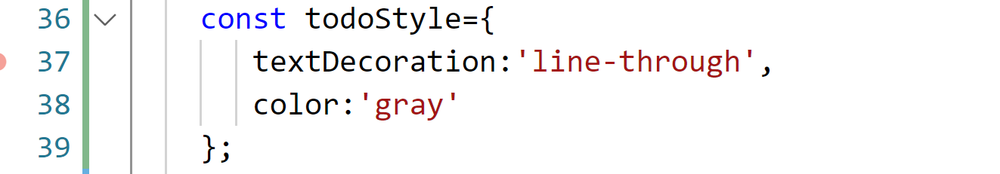 36 const todoStyle={
37 textDecoration:'line-through',
38 color:'gray'
39 };